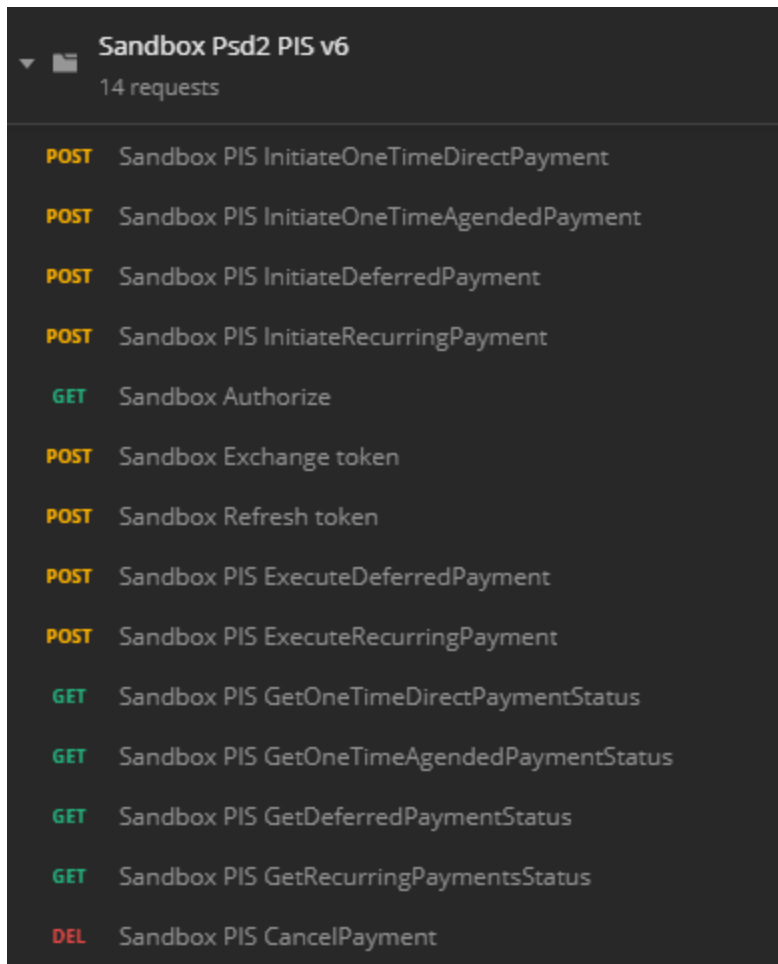 Sandbox Psd2 PIS v6
14 requests
POST Sandbox PIS InitiateOneTimeDirectPayment
POST Sandbox PIS InitiateOneTimeAgendedPayment
POST Sandbox PIS InitiateDeferredPayment
POST Sandbox PIS InitiateRecurringPayment
GET Sandbox Authorize
POST Sandbox Exchange token
POST Sandbox Refresh token
POST Sandbox PIS ExecuteDeferredPayment
POST Sandbox PIS ExecuteRecurringPayment
GET Sandbox PIS GetOneTimeDirectPaymentStatus
GET Sandbox PIS GetOneTimeAgendedPaymentStatus
GET Sandbox PIS GetDeferredPaymentStatus
GET Sandbox PIS GetRecurringPaymentsStatus
DEL Sandbox PIS CancelPayment